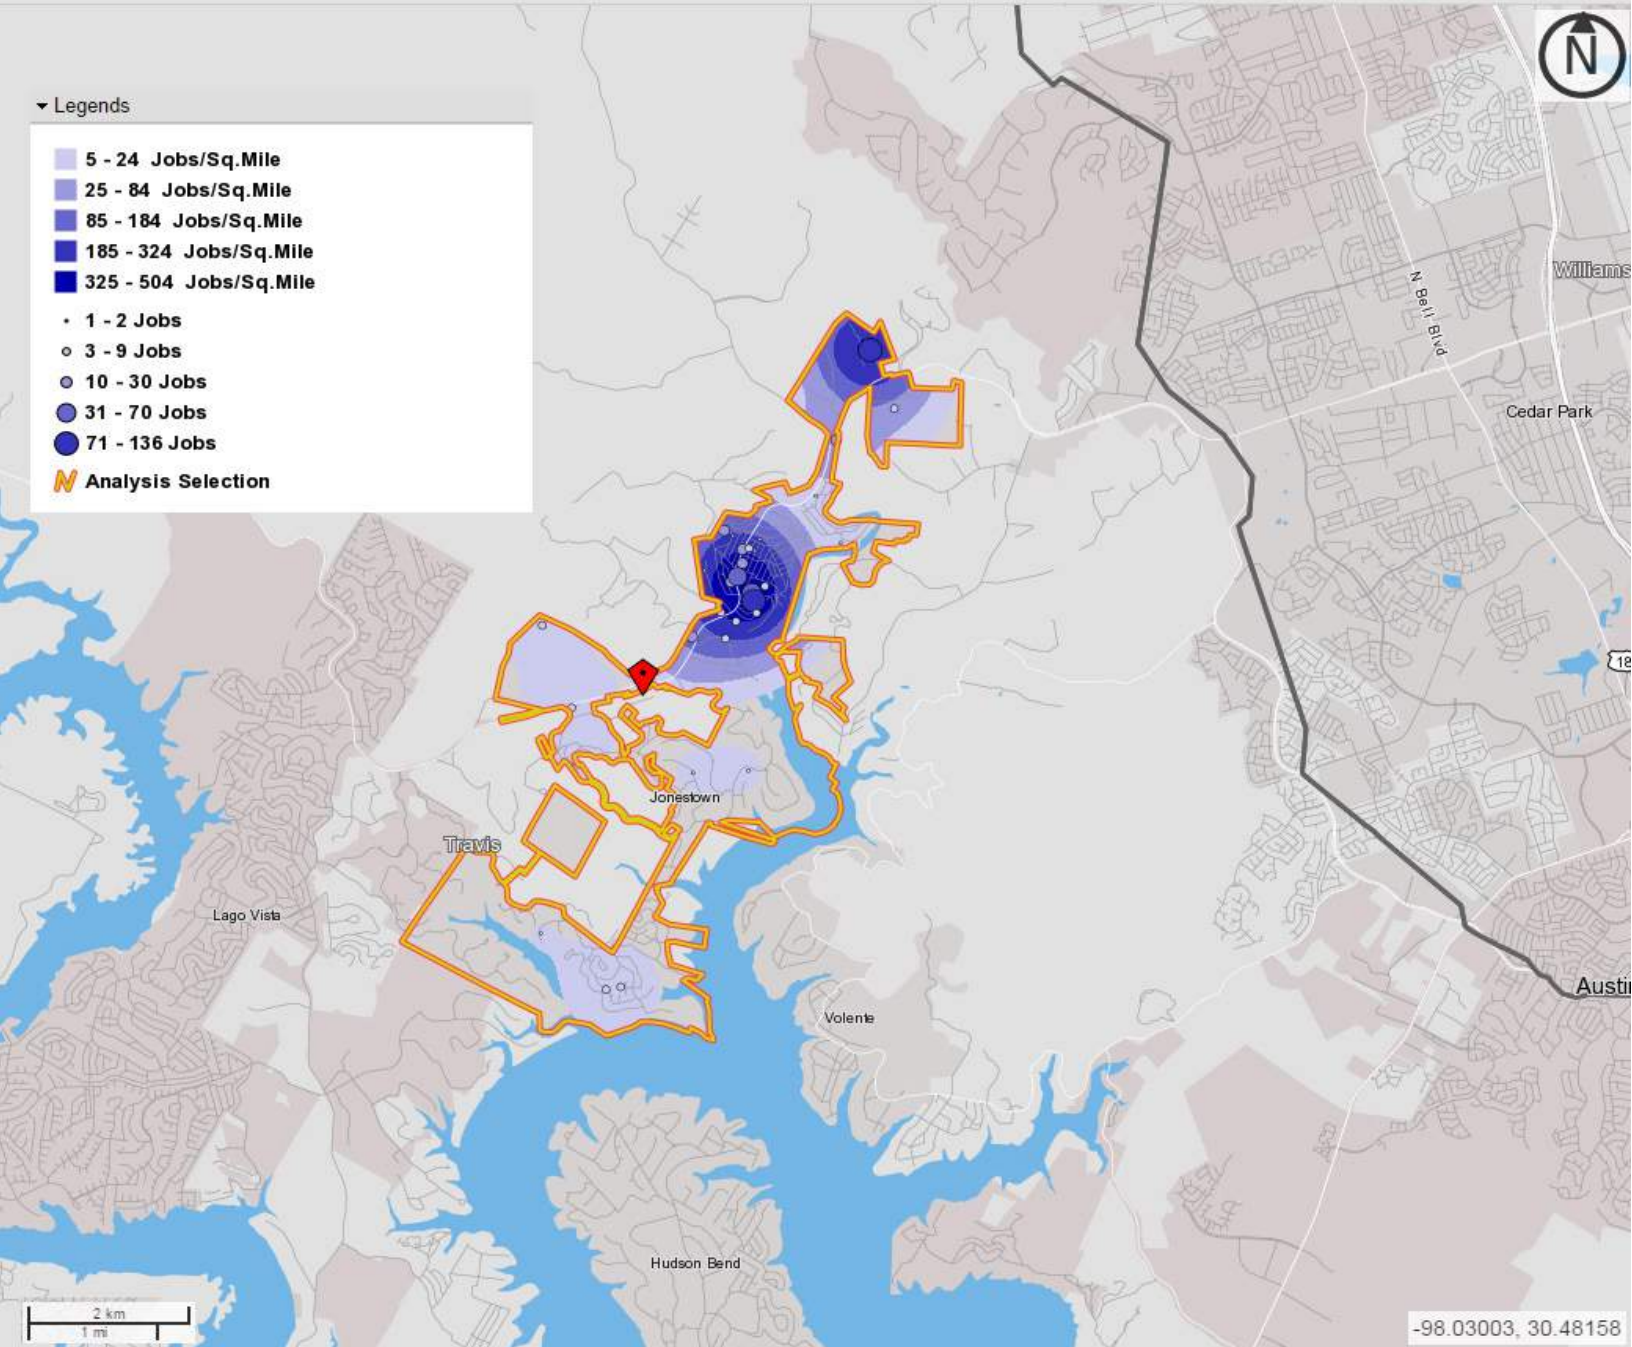 N
Legends
5 - 24 Jobs/Sq.Mile
25 - 84 Jobs/Sq.Mile
85 - 184 Jobs/Sq.Mile
185 - 324 Jobs/Sq.Mile
325 - 504 Jobs/Sq.Mile
1 - 2 Jobs
3 - 9 Jobs
10 - 30 Jobs
31 - 70 Jobs
71 - 136 Jobs
Analysis Selection
Williams
N Bell Blvd
Cedar Park
18
Jonestown
Travis
Lago Vista
Austin
Volente
Hudson Bend
2 km
1 mi
-98.03003, 30.48158